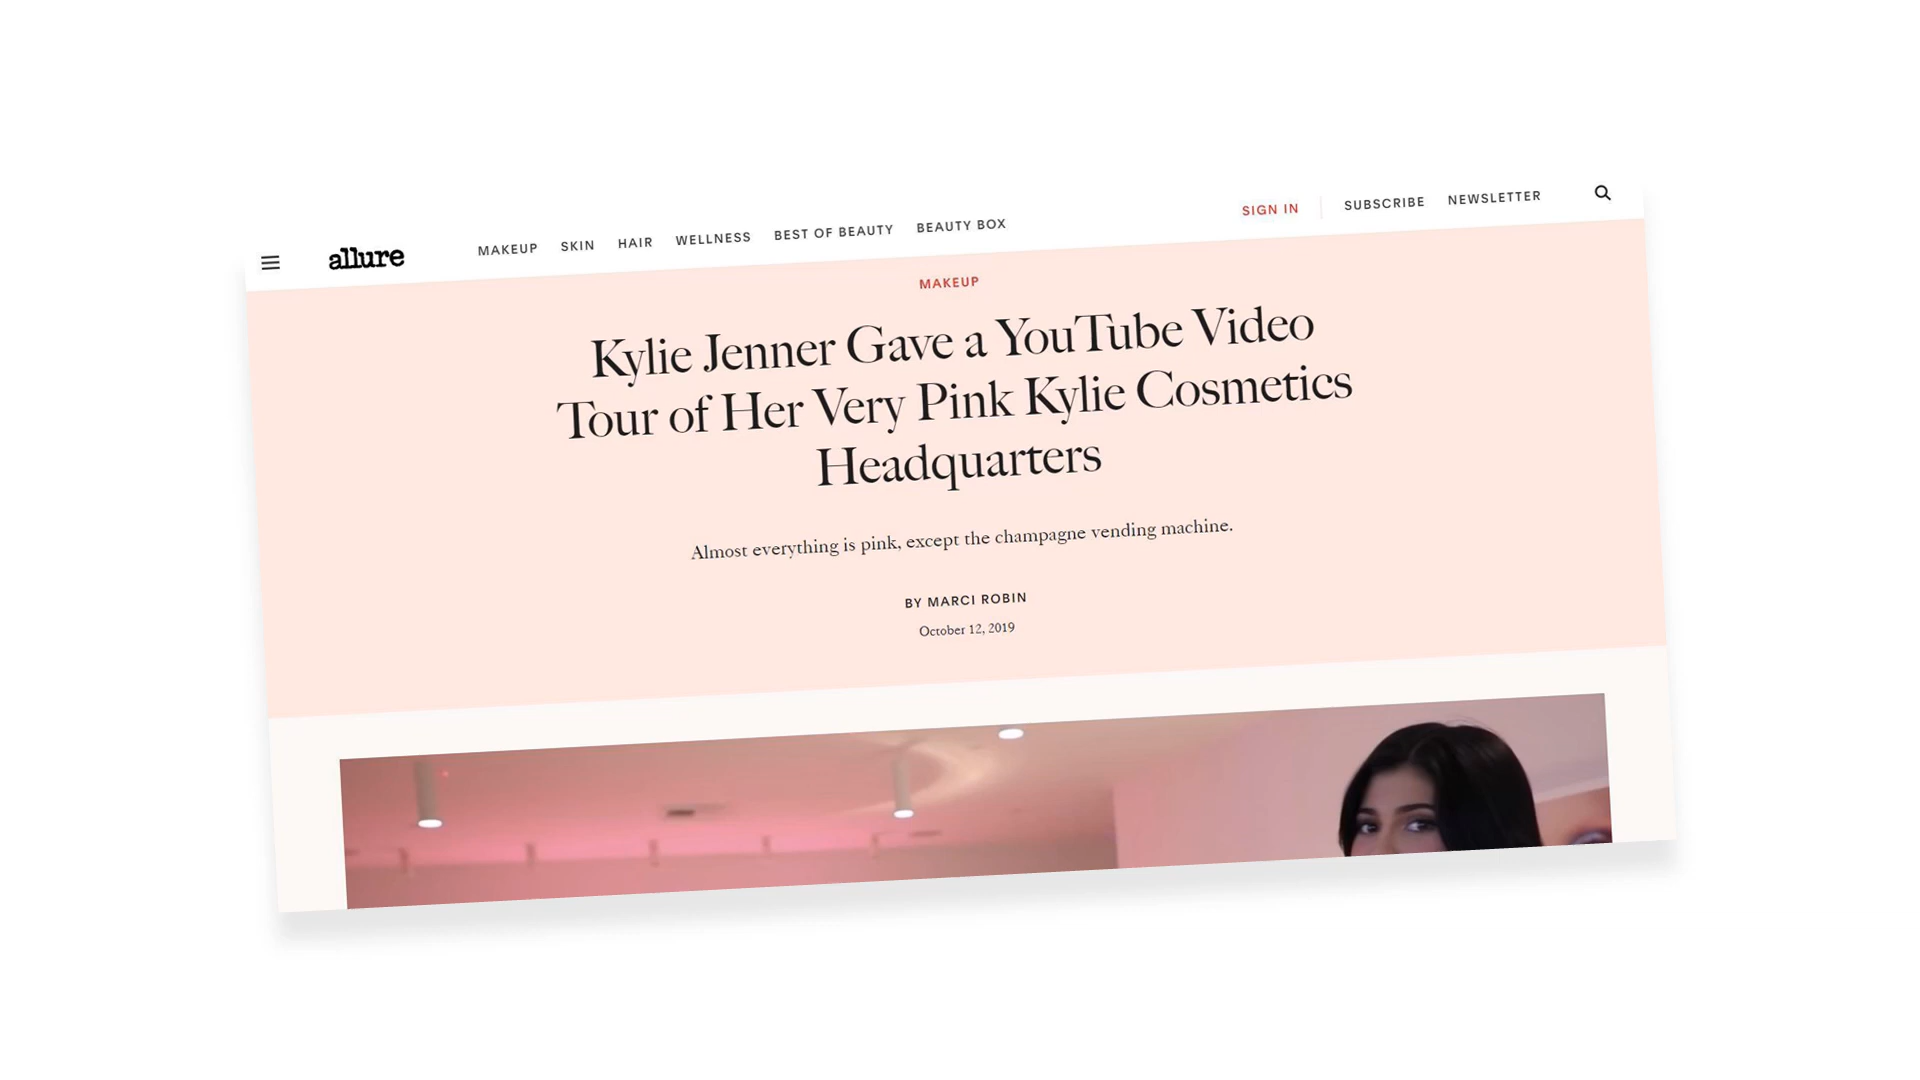 allure
MAKEUP SKIN HAIR WELLNESS BEST OF BEAUTY BEAUTY BOX
SIGN IN SUBSCRIBE NEWSLETTER
MAKEUP
Kylie Jenner Gave a YouTube Video
Tour of Her Very Pink Kylie Cosmetics
Headquarters
Almost everything is pink, except the champagne vending machine.
BY MARCI ROBIN
October 12, 2019